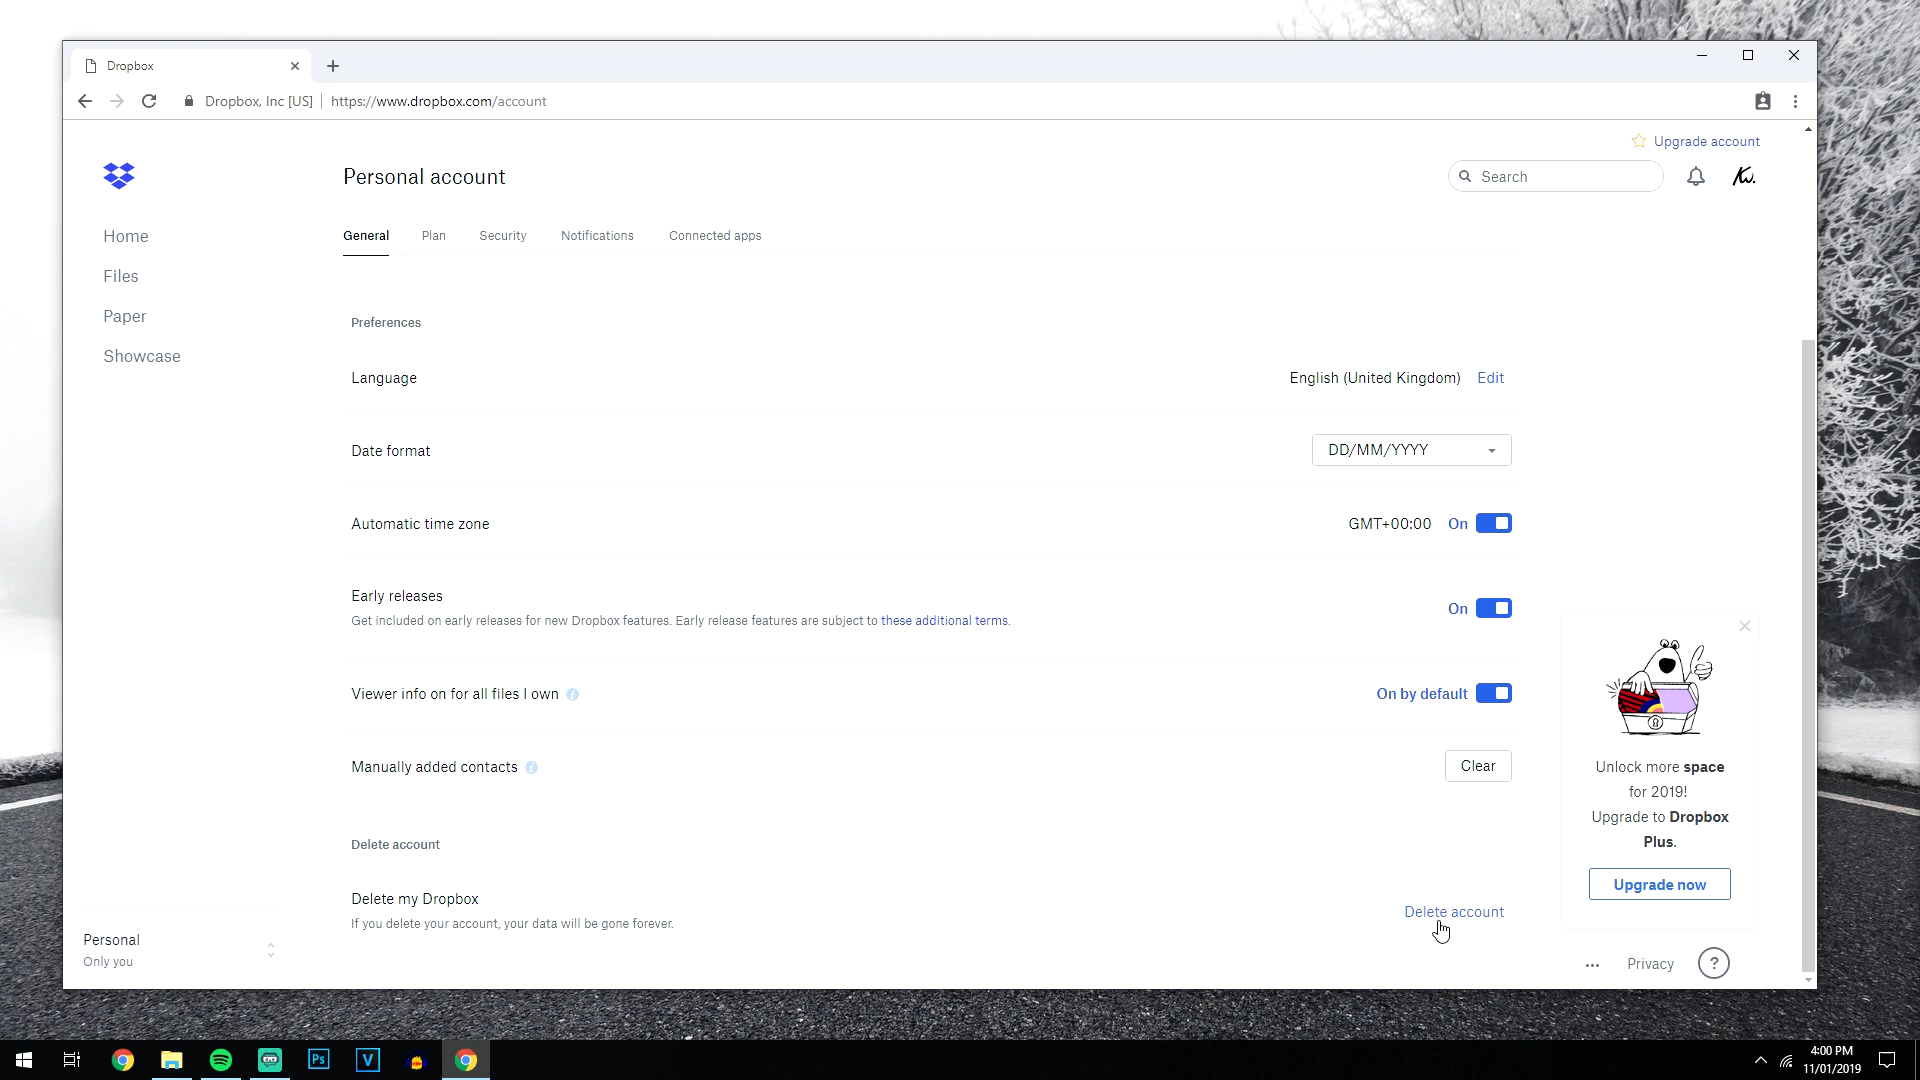 Dropbox
Dropbox, Inc [US] | https://www.dropbox.com/account
Upgrade account
Personal account
Search
Kw.
Home
Files
Paper
Showcase
General Plan Security Notifications Connected apps
Preferences
Language English (United Kingdom) Edit
Date format DD/MM/YYYY
Automatic time zone GMT+00:00 On
Early releases On
Get included on early releases for new Dropbox features. Early release features are subject to these additional terms.
Viewer info on for all files I own i On by default
Manually added contacts i Clear
Unlock more space
for 2019!
Upgrade to Dropbox
Plus.
Upgrade now
Delete account
Delete my Dropbox
If you delete your account, your data will be gone forever.
Delete account
Personal
Only you
... Privacy ?
Ps V
4:00 PM
11/01/2019